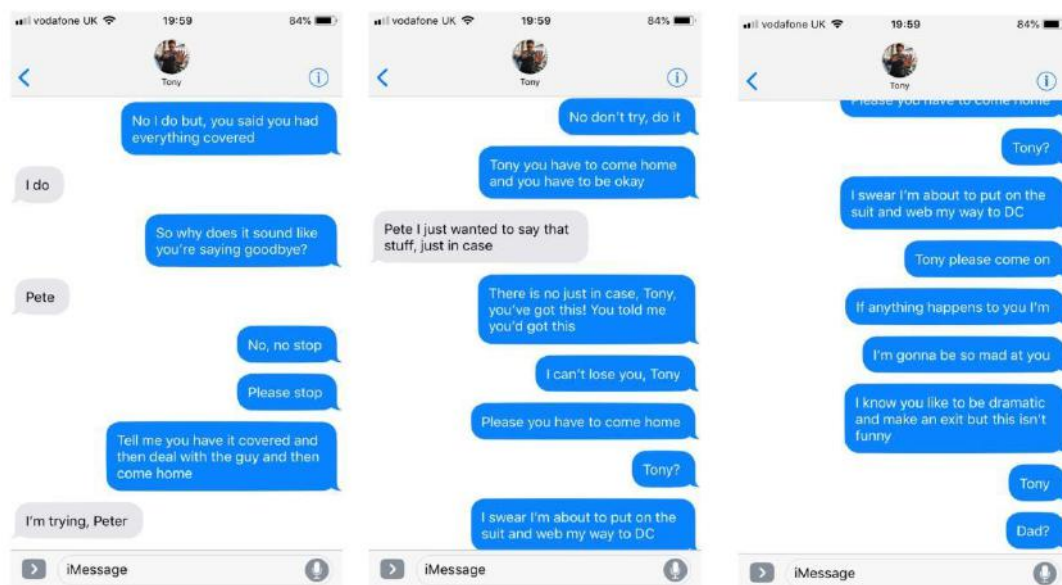 vodafone UK
19:59
84%
Tony
No I do but, you said you had
everything covered
I do
So why does it sound like
you're saying goodbye?
Pete
No, no stop
Please stop
Tell me you have it covered and
then deal with the guy and then
come home
I'm trying, Peter
iMessage
vodafone UK
19:59
84%
Tony
No don't try, do it
Tony you have to come home
and you have to be okay
Pete I just wanted to say that
stuff, just in case
There is no just in case, Tony,
you've got this! You told me
you'd got this
I can't lose you, Tony
Please you have to come home
Tony?
I swear I'm about to put on the
suit and web my way to DC
iMessage
vodafone UK
19:59
84%
Tony
Please you have to come home
Tony?
I swear I'm about to put on the
suit and web my way to DC
Tony please come on
If anything happens to you I'm
I'm gonna be so mad at you
I know you like to be dramatic
and make an exit but this isn't
funny
Tony
Dad?
iMessage